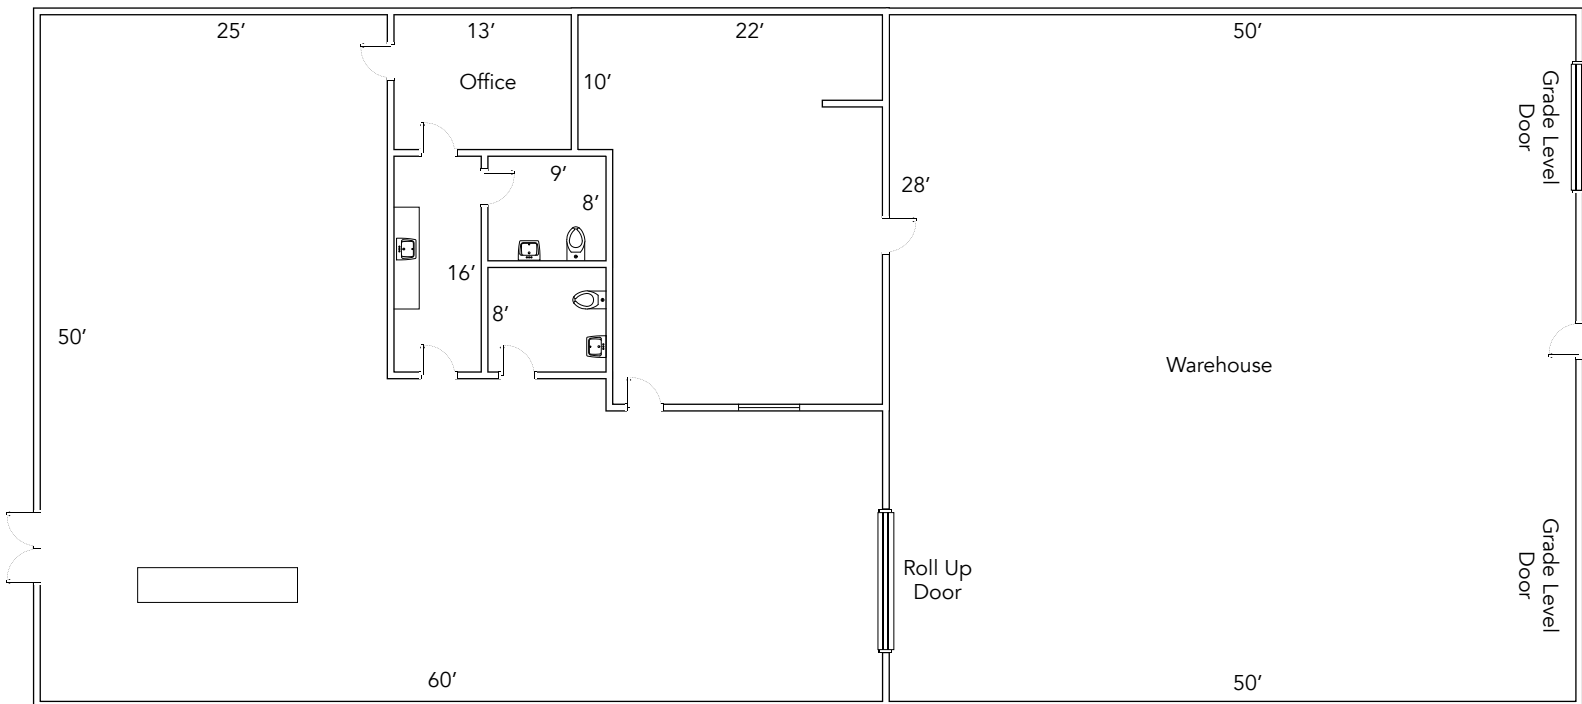 25’
13’
22’
50’
Office
10’
Grade Level
Door
9’
8’
28’
16’
8’
50’
Warehouse
Roll Up
Door
Grade Level
Door
60’
50’